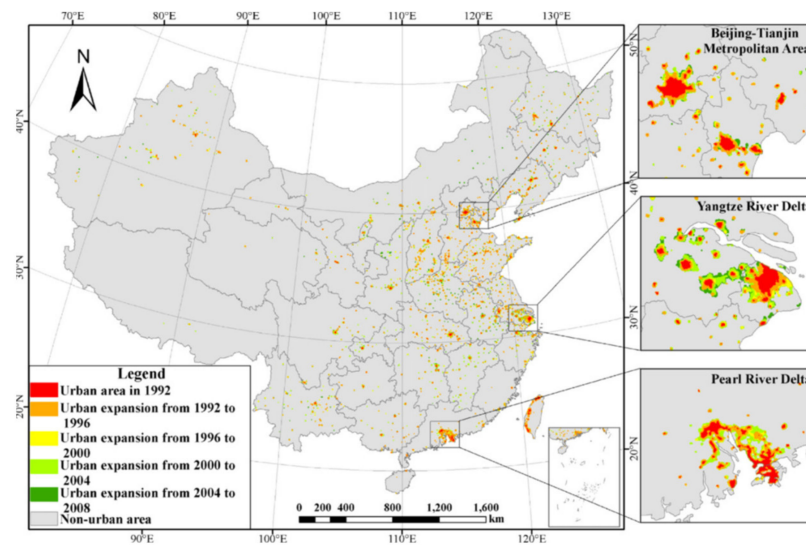 70°E 80°E 90°E 100°E 110°E 120°E 130°E
N
50°N
40°N
40°N
30°N
30°N
20°N
20°N
90°E
100°E
110°E
120°E
Beijing-Tianjin
Metropolitan Area
Yangtze River Delt
Pearl River Delt
Legend
Urban area in 1992
Urban expansion from 1992 to
1996
Urban expansion from 1996 to
2000
Urban expansion from 2000 to
2004
Urban expansion from 2004 to
2008
Non-urban area
0 200 400 800 1,200 1,600
km